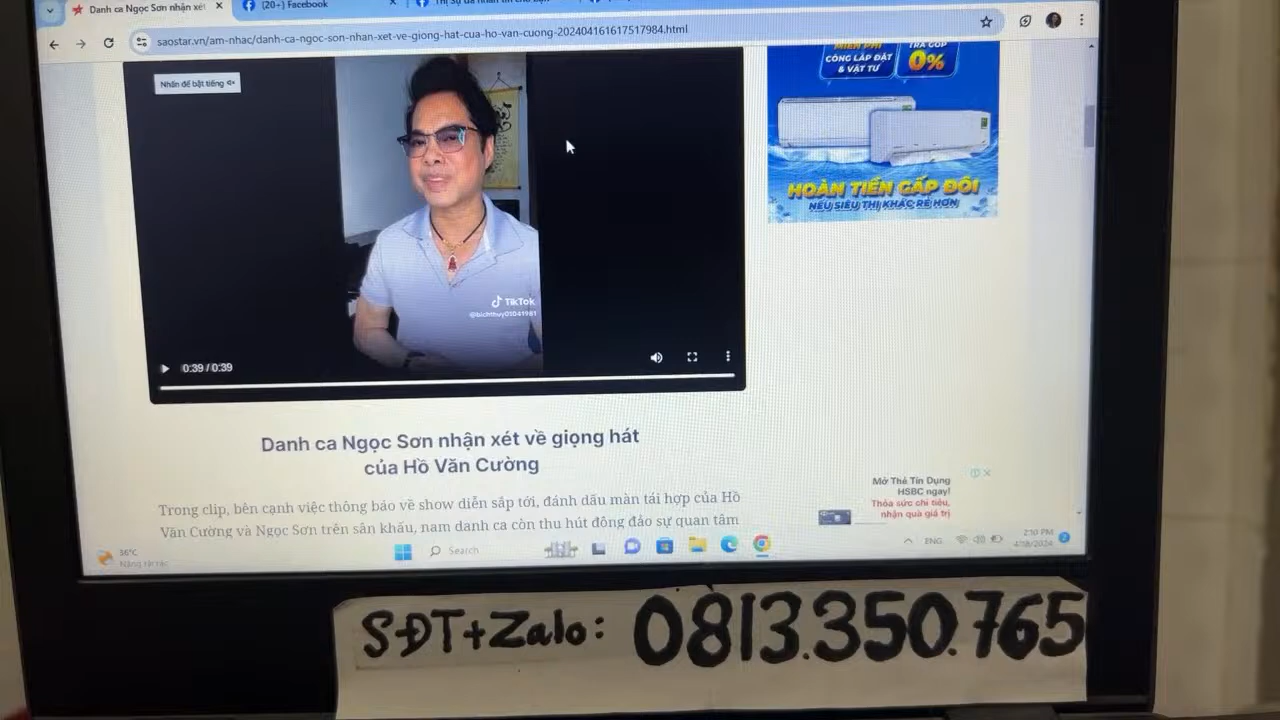 Danh ca Ngọc Sơn nhận xét
(20+) Facebook
saostar.vn/am-nhac/danh-ca-ngoc-son-nhan-xet-ve-giong-hat-cua-ho-van-cuong-202404161617517984.html
Nhấn để bật tiếng
MIỄN PHÍ
CÔNG LẮP ĐẶT
& VẬT TƯ
TRẢ GÓP
0%
HOÀN TIỀN GẤP ĐÔI
NẾU SIÊU THỊ KHÁC RẺ HƠN
TikTok
@bichthuy01041981
0:39 / 0:39
Danh ca Ngọc Sơn nhận xét về giọng hát
của Hồ Văn Cường
Trong clip, bên cạnh việc thông báo về show diễn sắp tới, đánh dấu màn tái hợp của Hồ
Văn Cường và Ngọc Sơn trên sân khấu, nam danh ca còn thu hút đông đảo sự quan tâm
Mở Thẻ Tín Dụng
HSBC ngay!
Thỏa sức chi tiêu,
nhận quà giá trị
36°C
Search
ENG
2:10 PM
4/18/2024
SĐT+Zalo: 0813.350.765